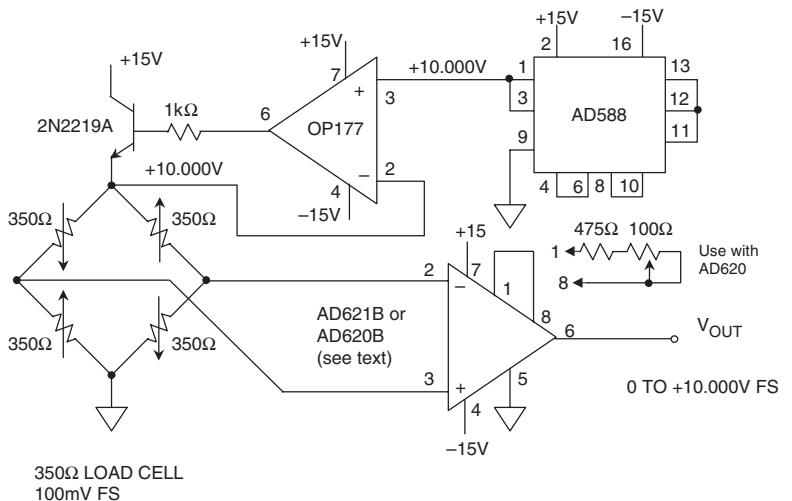 +15V
–15V
+15V
2
16
+15V
7
+10.000V
1
13
+
3
3
12
1kΩ
6
OP177
AD588
2N2219A
11
–
2
9
+10.000V
4
–15V
4
6
8
10
350Ω
350Ω
475Ω
100Ω
+15
1
Use with
AD620
8
2
–
7
1
AD621B or
AD620B
(see text)
8
6
VOUT
350Ω
350Ω
3
+
5
4
0 TO +10.000V FS
–15V
350Ω LOAD CELL
100mV FS